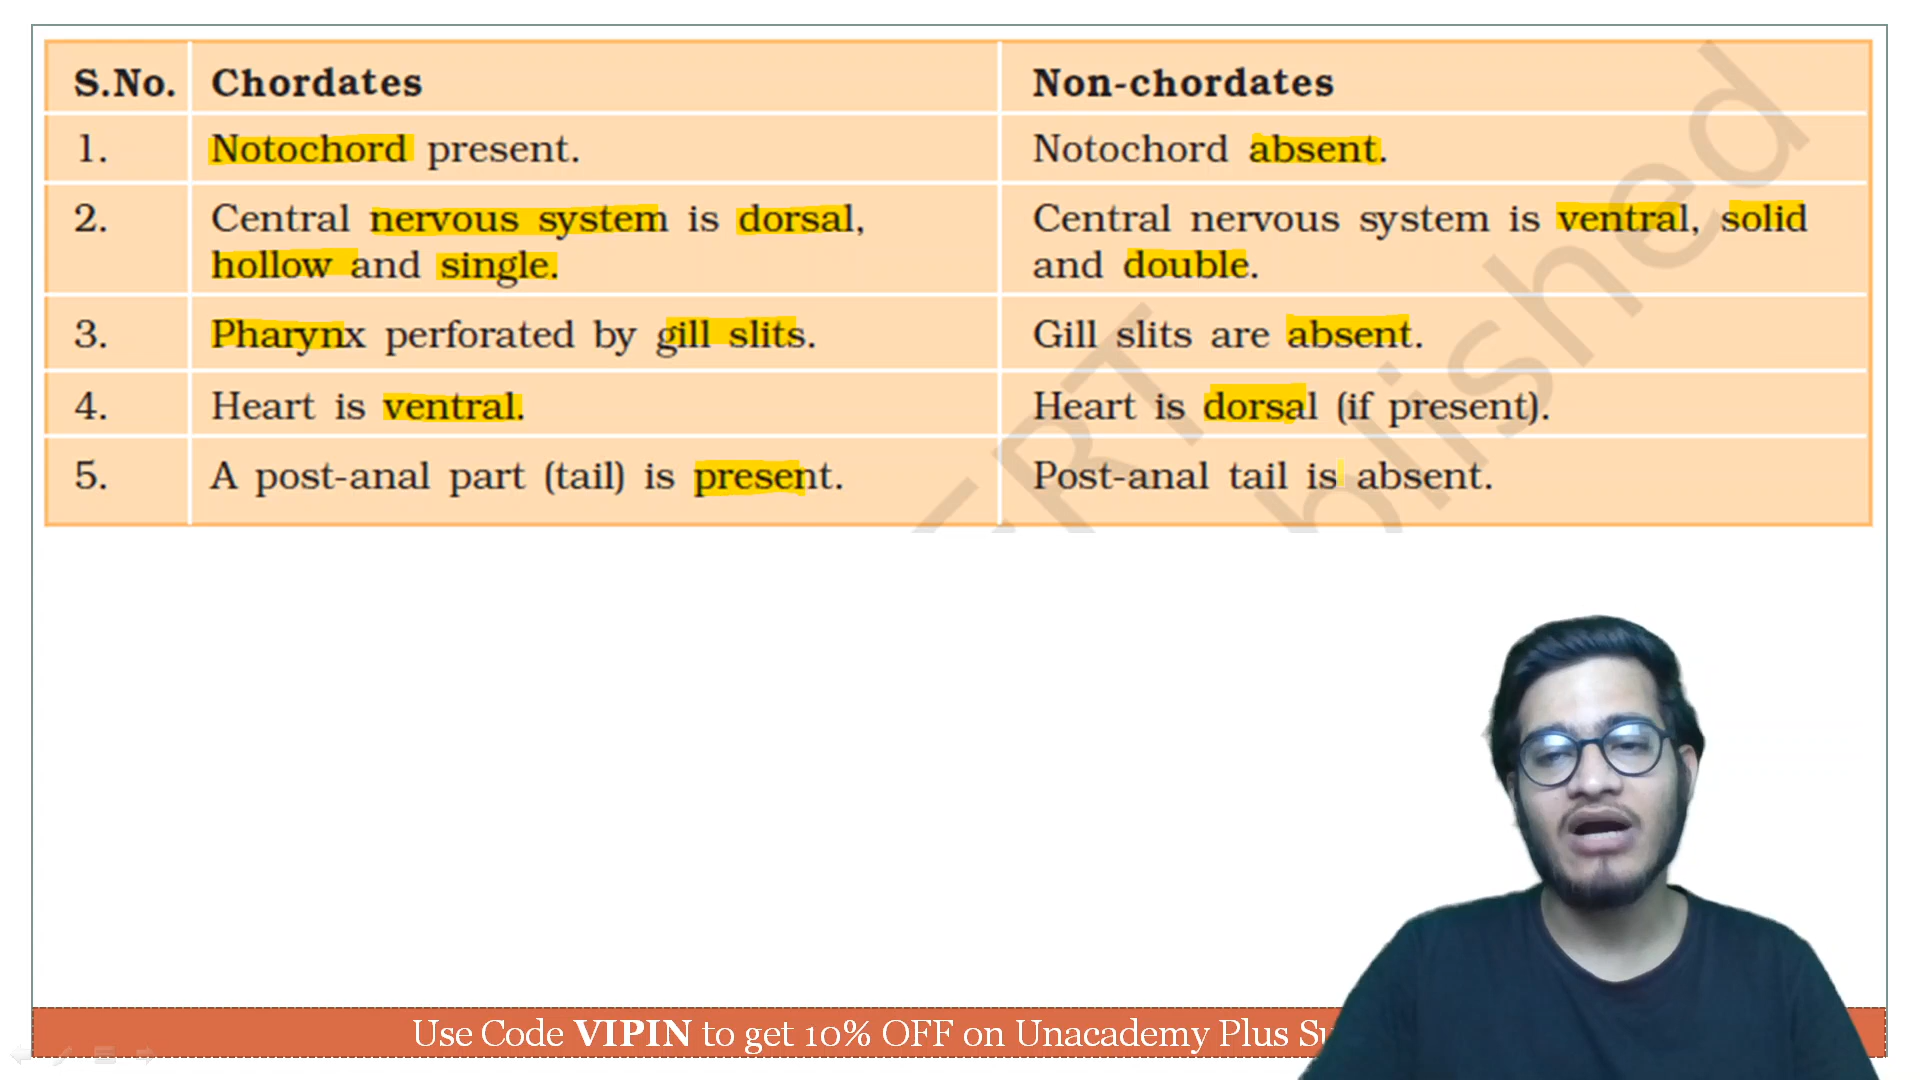 S.No. Chordates Non-chordates
1. Notochord present. Notochord absent.
2. Central nervous system is dorsal, Central nervous system is ventral, solid
hollow and single. and double.
3. Pharynx perforated by gill slits. Gill slits are absent.
4. Heart is ventral. Heart is dorsal (if present).
5. A post-anal part (tail) is present. Post-anal tail is absent.
Use Code VIPIN to get 10% OFF on Unacademy Plus